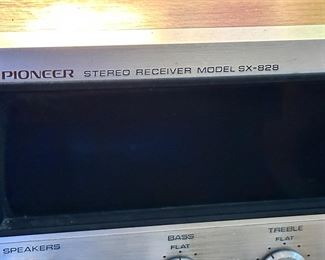 PIONEER STEREO RECEIVER MODEL SX-828
SPEAKERS BASS TREBLE
FLAT FLAT